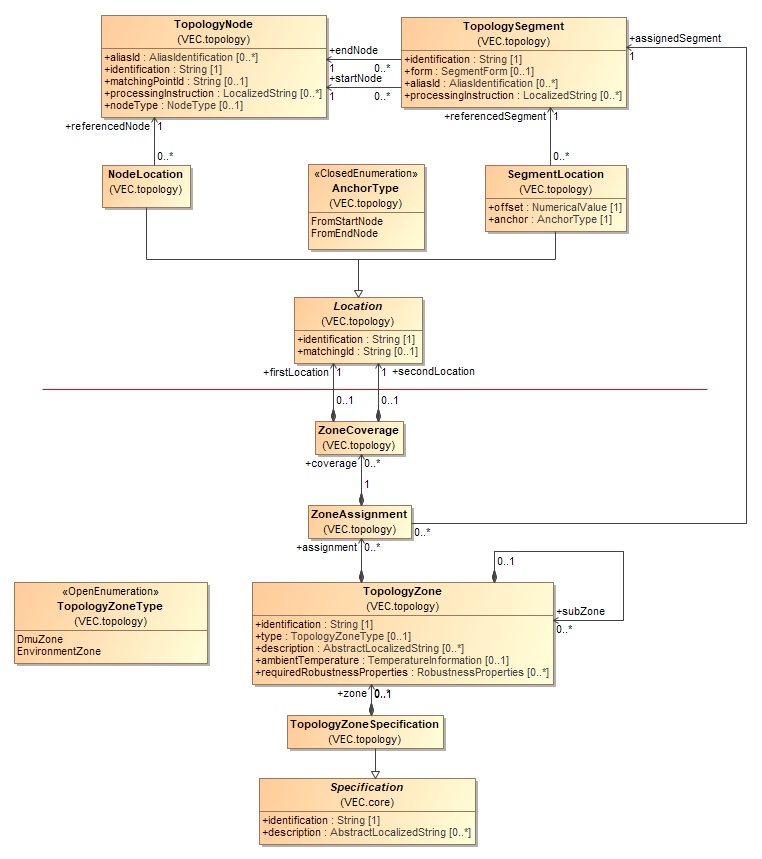 TopologyNode
(VEC.topology)
+aliasId : AliasIdentification [0..*]
+identification : String [1]
+matchingPointId : String [0..1]
+processingInstruction : LocalizedString [0..*]
+nodeType : NodeType [0..1]
+endNode
1
0..*
+startNode
1
0..*
TopologySegment
(VEC.topology)
+identification : String [1]
+form : SegmentForm [0..1]
+aliasId : AliasIdentification [0..*]
+processingInstruction : LocalizedString [0..*]
+assignedSegment
1
+referencedNode
1
0..*
+referencedSegment
1
0..*
NodeLocation
(VEC.topology)
«ClosedEnumeration»
AnchorType
(VEC.topology)
FromStartNode
FromEndNode
SegmentLocation
(VEC.topology)
+offset : NumericalValue [1]
+anchor : AnchorType [1]
Location
(VEC.topology)
+identification : String [1]
+matchingId : String [0..1]
+firstLocation
1
1
+secondLocation
0..1
0..1
ZoneCoverage
(VEC.topology)
+coverage
0..*
1
ZoneAssignment
(VEC.topology)
0..*
+assignment
0..*
0..1
+subZone
0..*
«OpenEnumeration»
TopologyZoneType
(VEC.topology)
DmuZone
EnvironmentZone
TopologyZone
(VEC.topology)
+identification : String [1]
+type : TopologyZoneType [0..1]
+description : AbstractLocalizedString [0..*]
+ambientTemperature : TemperatureInformation [0..1]
+requiredRobustnessProperties : RobustnessProperties [0..*]
+zone
TopologyZoneSpecification
(VEC.topology)
Specification
(VEC.core)
+identification : String [1]
+description : AbstractLocalizedString [0..*]